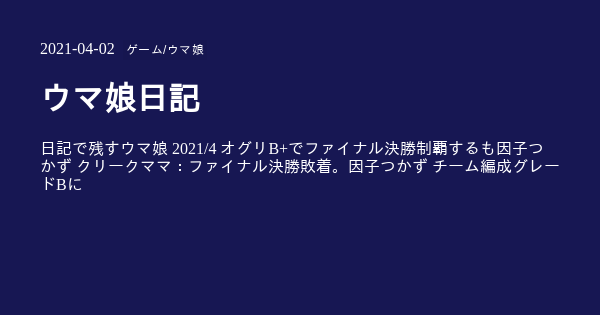 2021-04-02 ゲーム/ウマ娘
ウマ娘日記
日記で残すウマ娘 2021/4 オグリB+でファイナル決勝制覇するも因子つ
かず クリークママ：ファイナル決勝敗着。因子つかず チーム編成グレー
ドBに